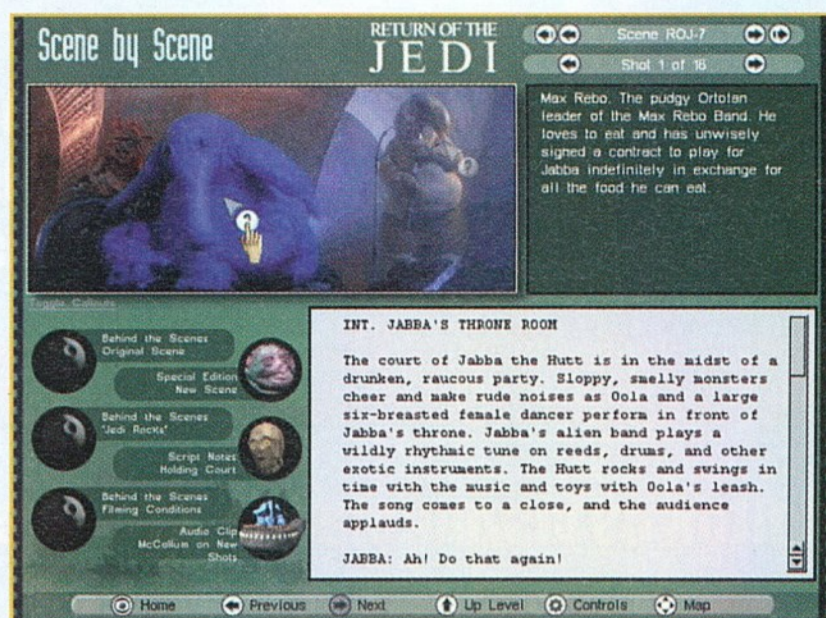 Scene by Scene
RETURN OF THE
JEDI
Scene ROJ-7
Shot 1 of 16
Max Rebo. The pudgy Ortolan
leader of the Max Rebo Band. He
loves to eat and has unwisely
signed a contract to play for
Jabba indefinitely in exchange for
all the food he can eat.
?
?
Toggle Callouts
Behind the Scenes
Original Scene
Special Edition
New Scene
Behind the Scenes
"Jedi Rocks"
Script Notes
Holding Court
Behind the Scenes
Filming Conditions
Audio Clip
McCallum on New
Shots
INT. JABBA'S THRONE ROOM
The court of Jabba the Hutt is in the midst of a
drunken, raucous party. Sloppy, smelly monsters
cheer and make rude noises as Oola and a large
six-breasted female dancer perform in front of
Jabba's throne. Jabba's alien band plays a
wildly rhythmic tune on reeds, drums, and other
exotic instruments. The Hutt rocks and swings in
time with the music and toys with Oola's leash.
The song comes to a close, and the audience
applauds.
JABBA: Ah! Do that again!
Home
Previous
Next
Up Level
Controls
Map